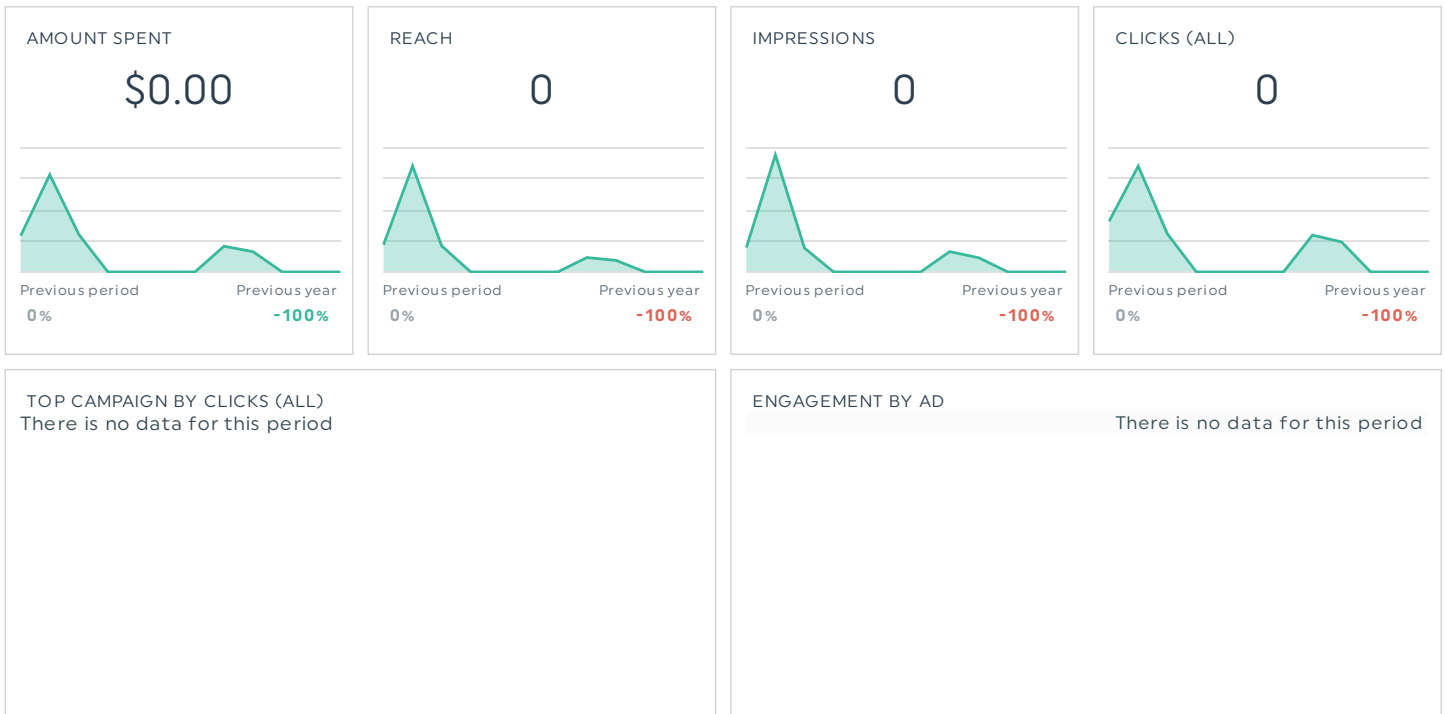 AMOUNT SPENT
$0.00
Previous period Previous year
0% -100%
REACH
0
Previous period Previous year
0% -100%
IMPRESSIONS
0
Previous period Previous year
0% -100%
CLICKS (ALL)
0
Previous period Previous year
0% -100%
TOP CAMPAIGN BY CLICKS (ALL)
There is no data for this period
ENGAGEMENT BY AD
There is no data for this period